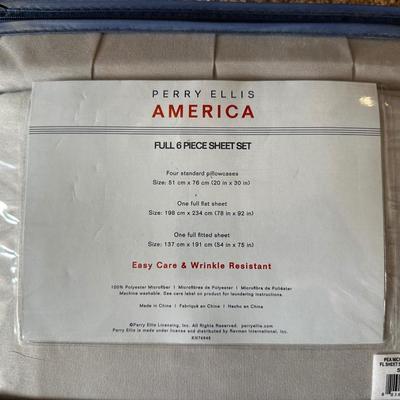 PERRY ELLIS
AMERICA
FULL 6 PIECE SHEET SET
Four standard pillowcases
Size: 51 cm x 76 cm (20 in x 30 in)
One full flat sheet
Size: 198 cm x 234 cm (78 in x 92 in)
One full fitted sheet
Size: 137 cm x 191 cm (54 in x 75 in)
Easy Care & Wrinkle Resistant
100% Polyester Microfiber | Microfibres de Polyester | Microfibra de Poliéster
Machine washable. See care label on product for laundering instructions.
Made in China | Fabriqué en Chine | Hecho en China
©Perry Ellis Licensing, Inc. All Rights Reserved. perryellis.com
Perry Ellis is made under license and distributed by Revman International, Inc.
RN76945
PEA MIC
FL SHEET S